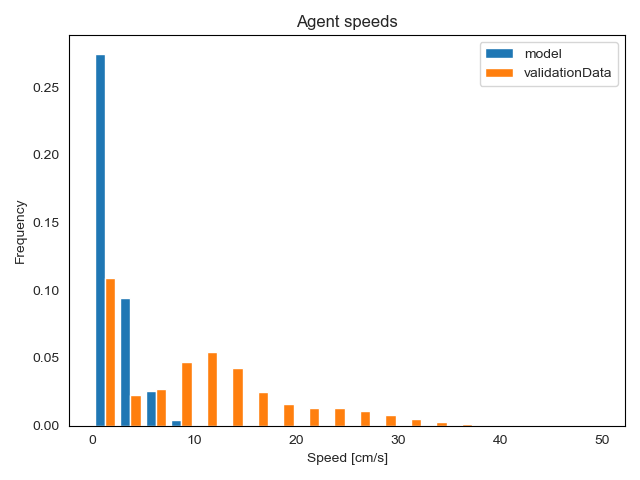 Agent speeds
model
validationData
Frequency
0.25
0.20
0.15
0.10
0.05
0.00
0 10 20 30 40 50
Speed [cm/s]